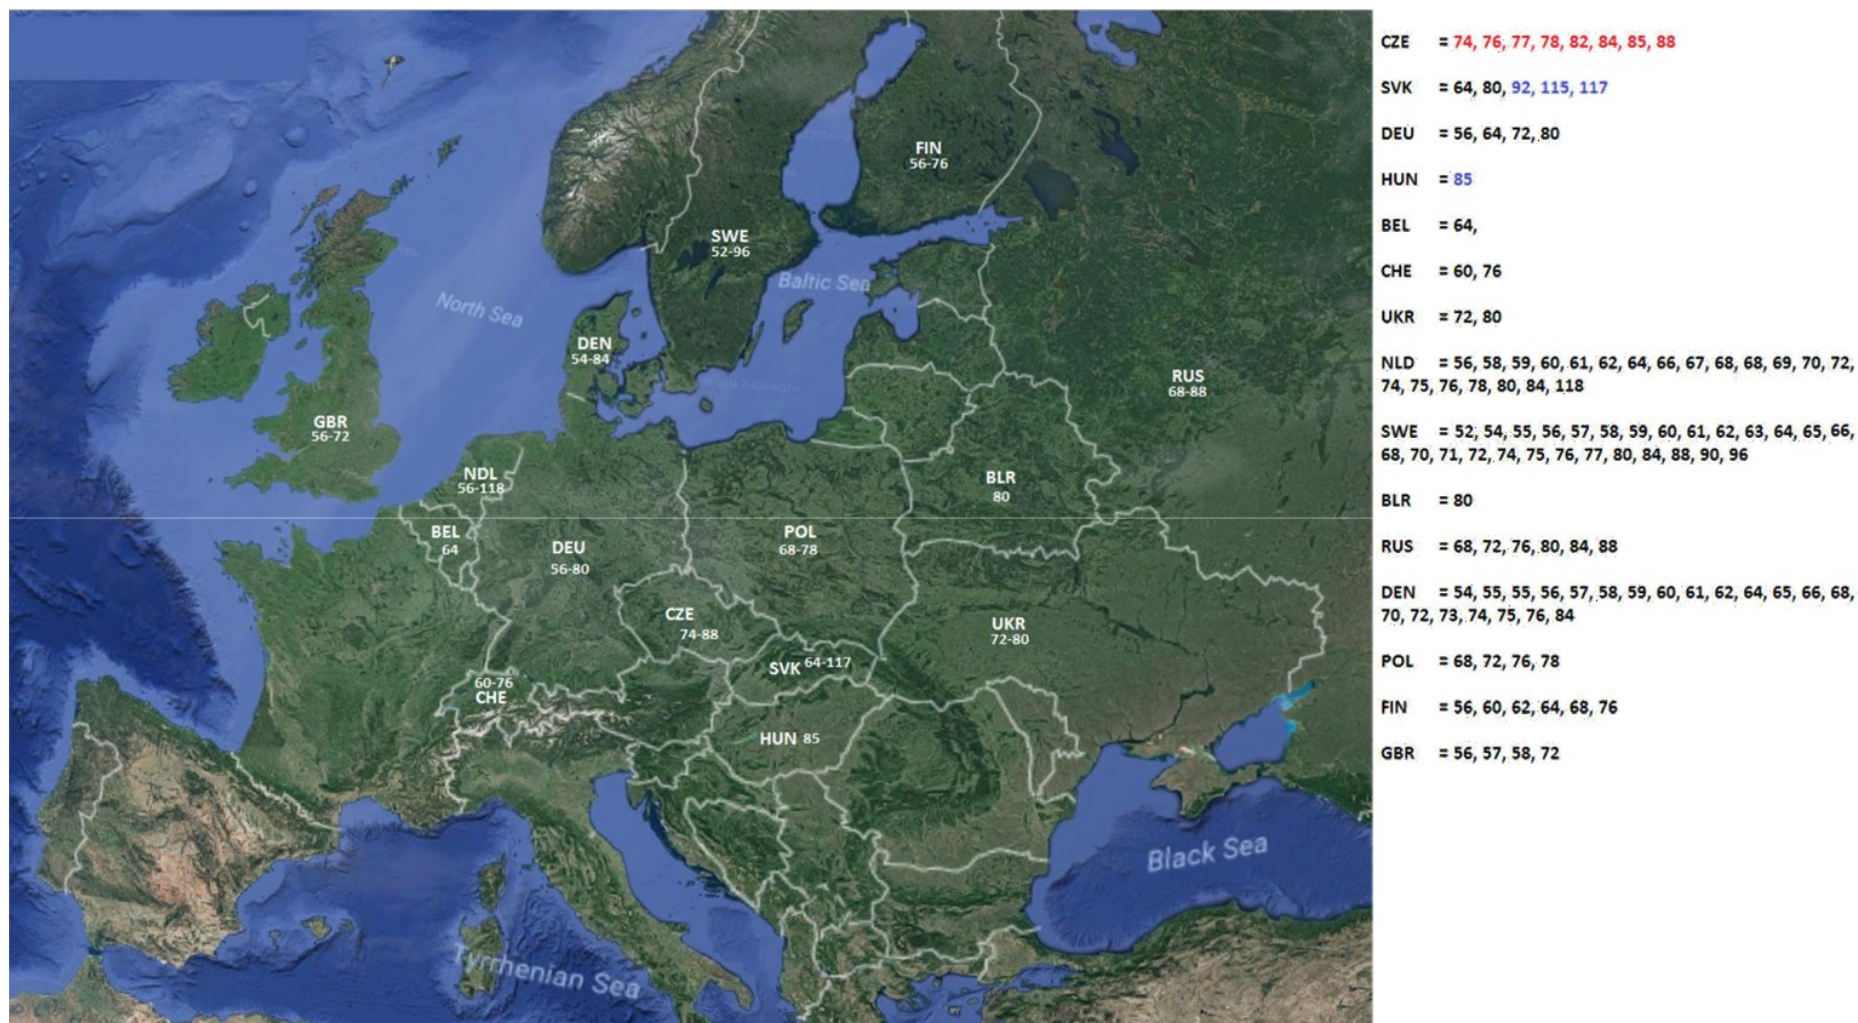 FIN
56-76
SWE
52-96
Baltic Sea
North Sea
DEN
54-84
RUS
68-88
GBR
56-72
NDL
56-118
BLR
80
BEL
64
POL
68-78
DEU
56-80
CZE
74-88
UKR
72-80
SVK 64-117
60-76
CHE
HUN 85
Black Sea
Tyrrhenian Sea
CZE = 74, 76, 77, 78, 82, 84, 85, 88
SVK = 64, 80, 92, 115, 117
DEU = 56, 64, 72, 80
HUN = 85
BEL = 64,
CHE = 60, 76
UKR = 72, 80
NLD = 56, 58, 59, 60, 61, 62, 64, 66, 67, 68, 68, 69, 70, 72,
74, 75, 76, 78, 80, 84, 118
SWE = 52, 54, 55, 56, 57, 58, 59, 60, 61, 62, 63, 64, 65, 66,
68, 70, 71, 72, 74, 75, 76, 77, 80, 84, 88, 90, 96
BLR = 80
RUS = 68, 72, 76, 80, 84, 88
DEN = 54, 55, 55, 56, 57, 58, 59, 60, 61, 62, 64, 65, 66, 68,
70, 72, 73, 74, 75, 76, 84
POL = 68, 72, 76, 78
FIN = 56, 60, 62, 64, 68, 76
GBR = 56, 57, 58, 72